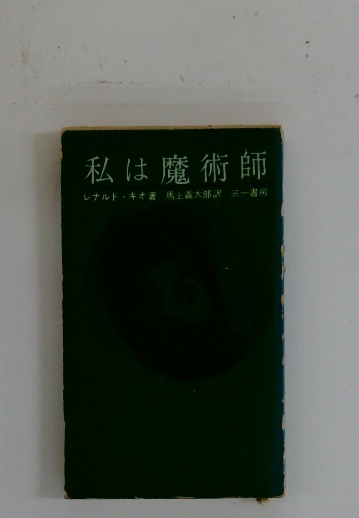 私は魔術師
レナルド・キオ著 馬上義太郎訳 三一書房